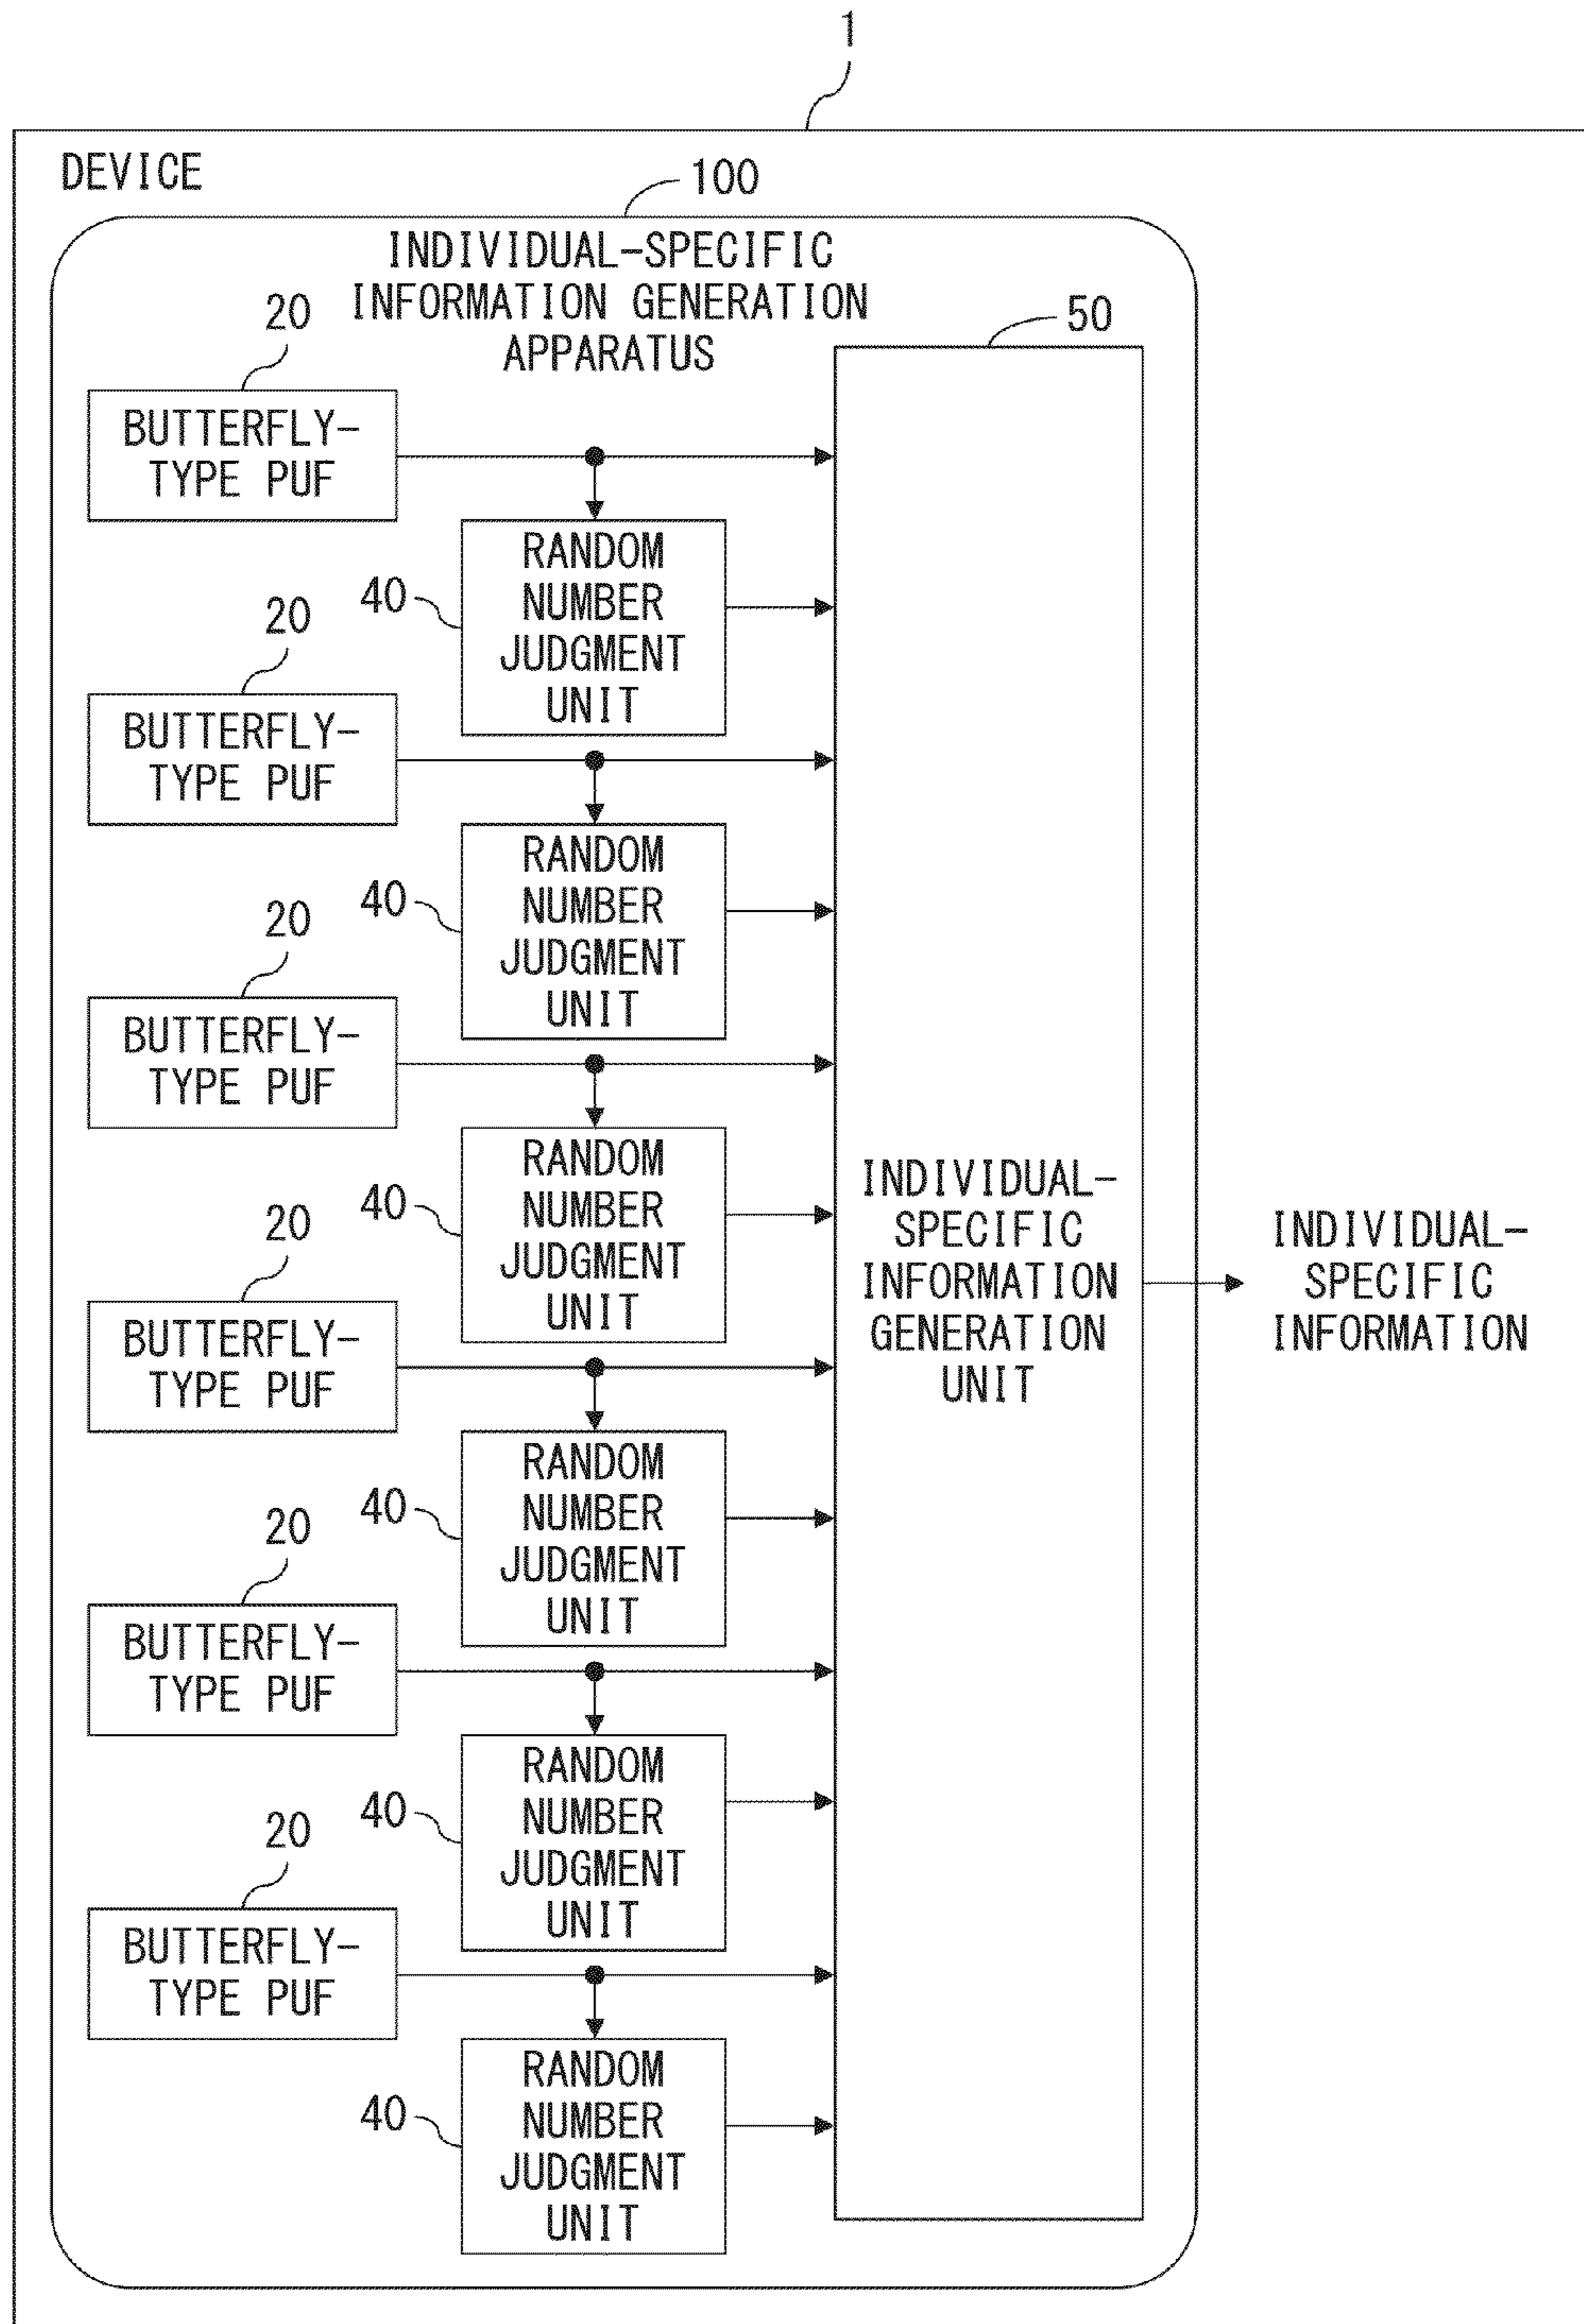 1
DEVICE
100
INDIVIDUAL-SPECIFIC
INFORMATION GENERATION
APPARATUS
20
50
BUTTERFLY-
TYPE PUF
RANDOM
NUMBER
JUDGMENT
UNIT
40
20
BUTTERFLY-
TYPE PUF
RANDOM
NUMBER
JUDGMENT
UNIT
40
20
BUTTERFLY-
TYPE PUF
RANDOM
NUMBER
JUDGMENT
UNIT
40
INDIVIDUAL-
SPECIFIC
INFORMATION
GENERATION
UNIT
INDIVIDUAL-
SPECIFIC
INFORMATION
20
BUTTERFLY-
TYPE PUF
RANDOM
NUMBER
JUDGMENT
UNIT
40
20
BUTTERFLY-
TYPE PUF
RANDOM
NUMBER
JUDGMENT
UNIT
40
20
BUTTERFLY-
TYPE PUF
RANDOM
NUMBER
JUDGMENT
UNIT
40